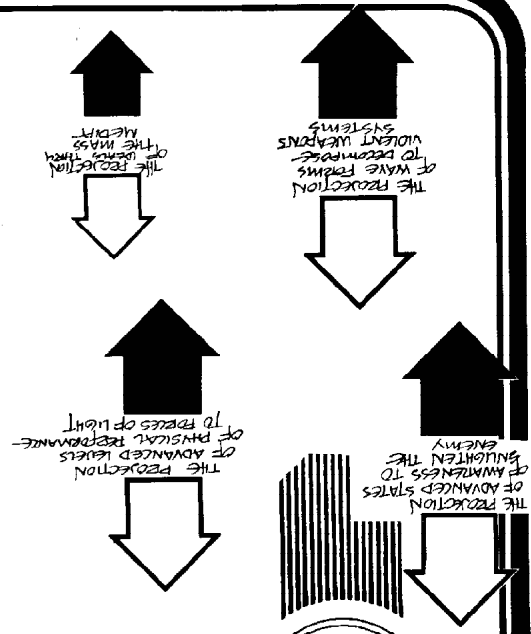 THE PROJECTION
OF ADVANCED STATES
OF AWARENESS TO
ENLIGHTEN THE
ENEMY
THE PROJECTION
OF ADVANCED LEVELS
OF PHYSICAL PERFORMANCE-
TO FORCES OF LIGHT
THE PROJECTION
OF WAVE FORMS
TO DECOMPOSE-
VIOLENT WEAPONS
SYSTEMS
THE PROJECTION
OF IDEAS THRU
THE MASS
MEDIA-